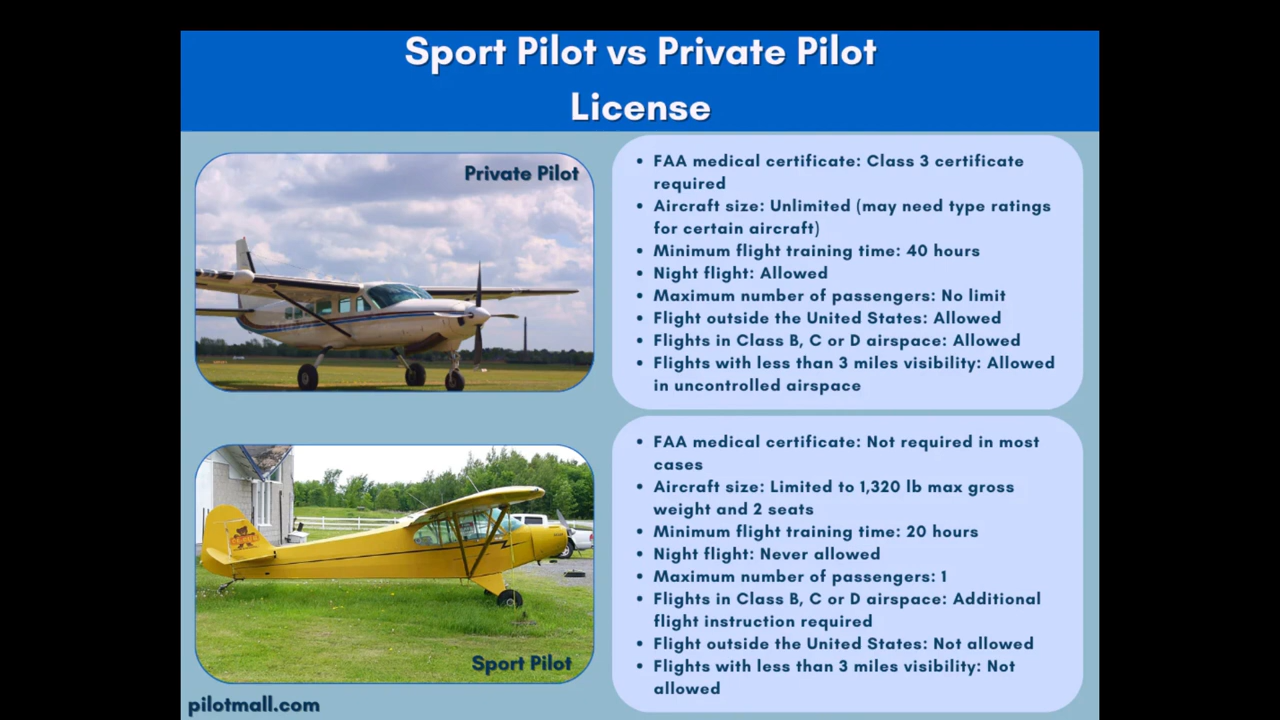 Sport Pilot vs Private Pilot
License
Private Pilot
• FAA medical certificate: Class 3 certificate
required
• Aircraft size: Unlimited (may need type ratings
for certain aircraft)
• Minimum flight training time: 40 hours
• Night flight: Allowed
• Maximum number of passengers: No limit
• Flight outside the United States: Allowed
• Flights in Class B, C or D airspace: Allowed
• Flights with less than 3 miles visibility: Allowed
in uncontrolled airspace
Sport Pilot
• FAA medical certificate: Not required in most
cases
• Aircraft size: Limited to 1,320 lb max gross
weight and 2 seats
• Minimum flight training time: 20 hours
• Night flight: Never allowed
• Maximum number of passengers: 1
• Flights in Class B, C or D airspace: Additional
flight instruction required
• Flight outside the United States: Not allowed
• Flights with less than 3 miles visibility: Not
allowed
pilotmall.com